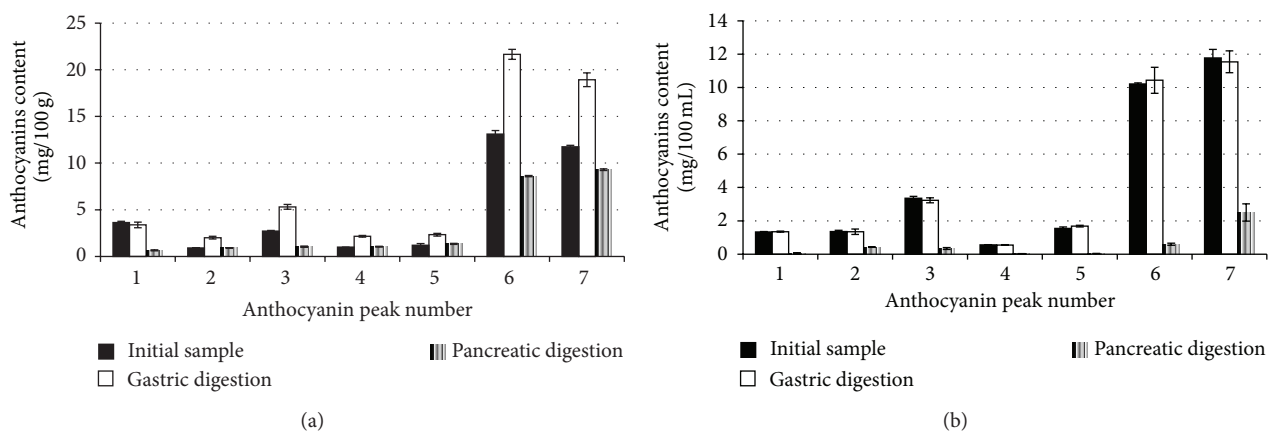 Anthocyanins content
(mg/100 g)
25
20
15
10
5
0
1 2 3 4 5 6 7
Anthocyanin peak number
Initial sample
Gastric digestion
Pancreatic digestion
(a)
Anthocyanins content
(mg/100 mL)
14
12
10
8
6
4
2
0
1 2 3 4 5 6 7
Anthocyanin peak number
Initial sample
Gastric digestion
Pancreatic digestion
(b)